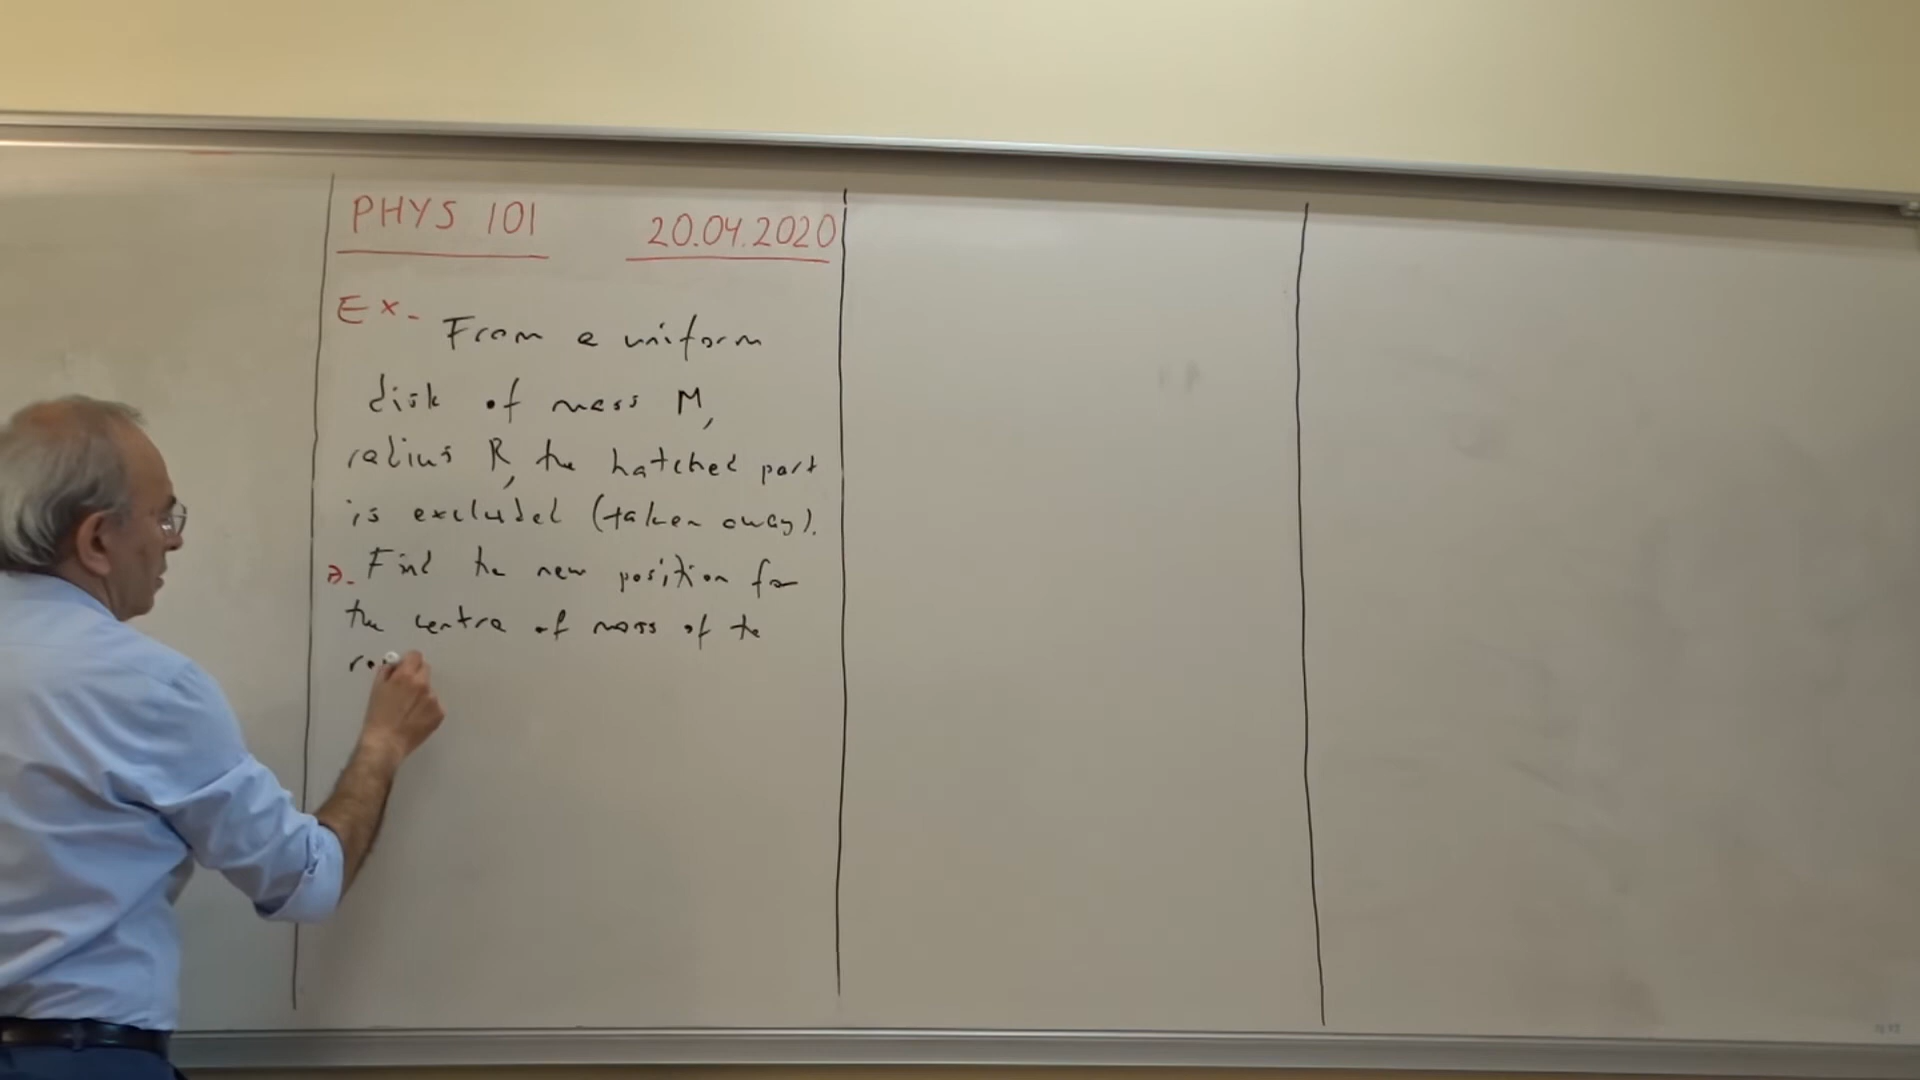 PHYS 101 20.04.2020
Ex- From a uniform
disk of mass M,
radius R, the hatched part
is excluded (taken away).
a- Find the new position for
the centre of mass of the